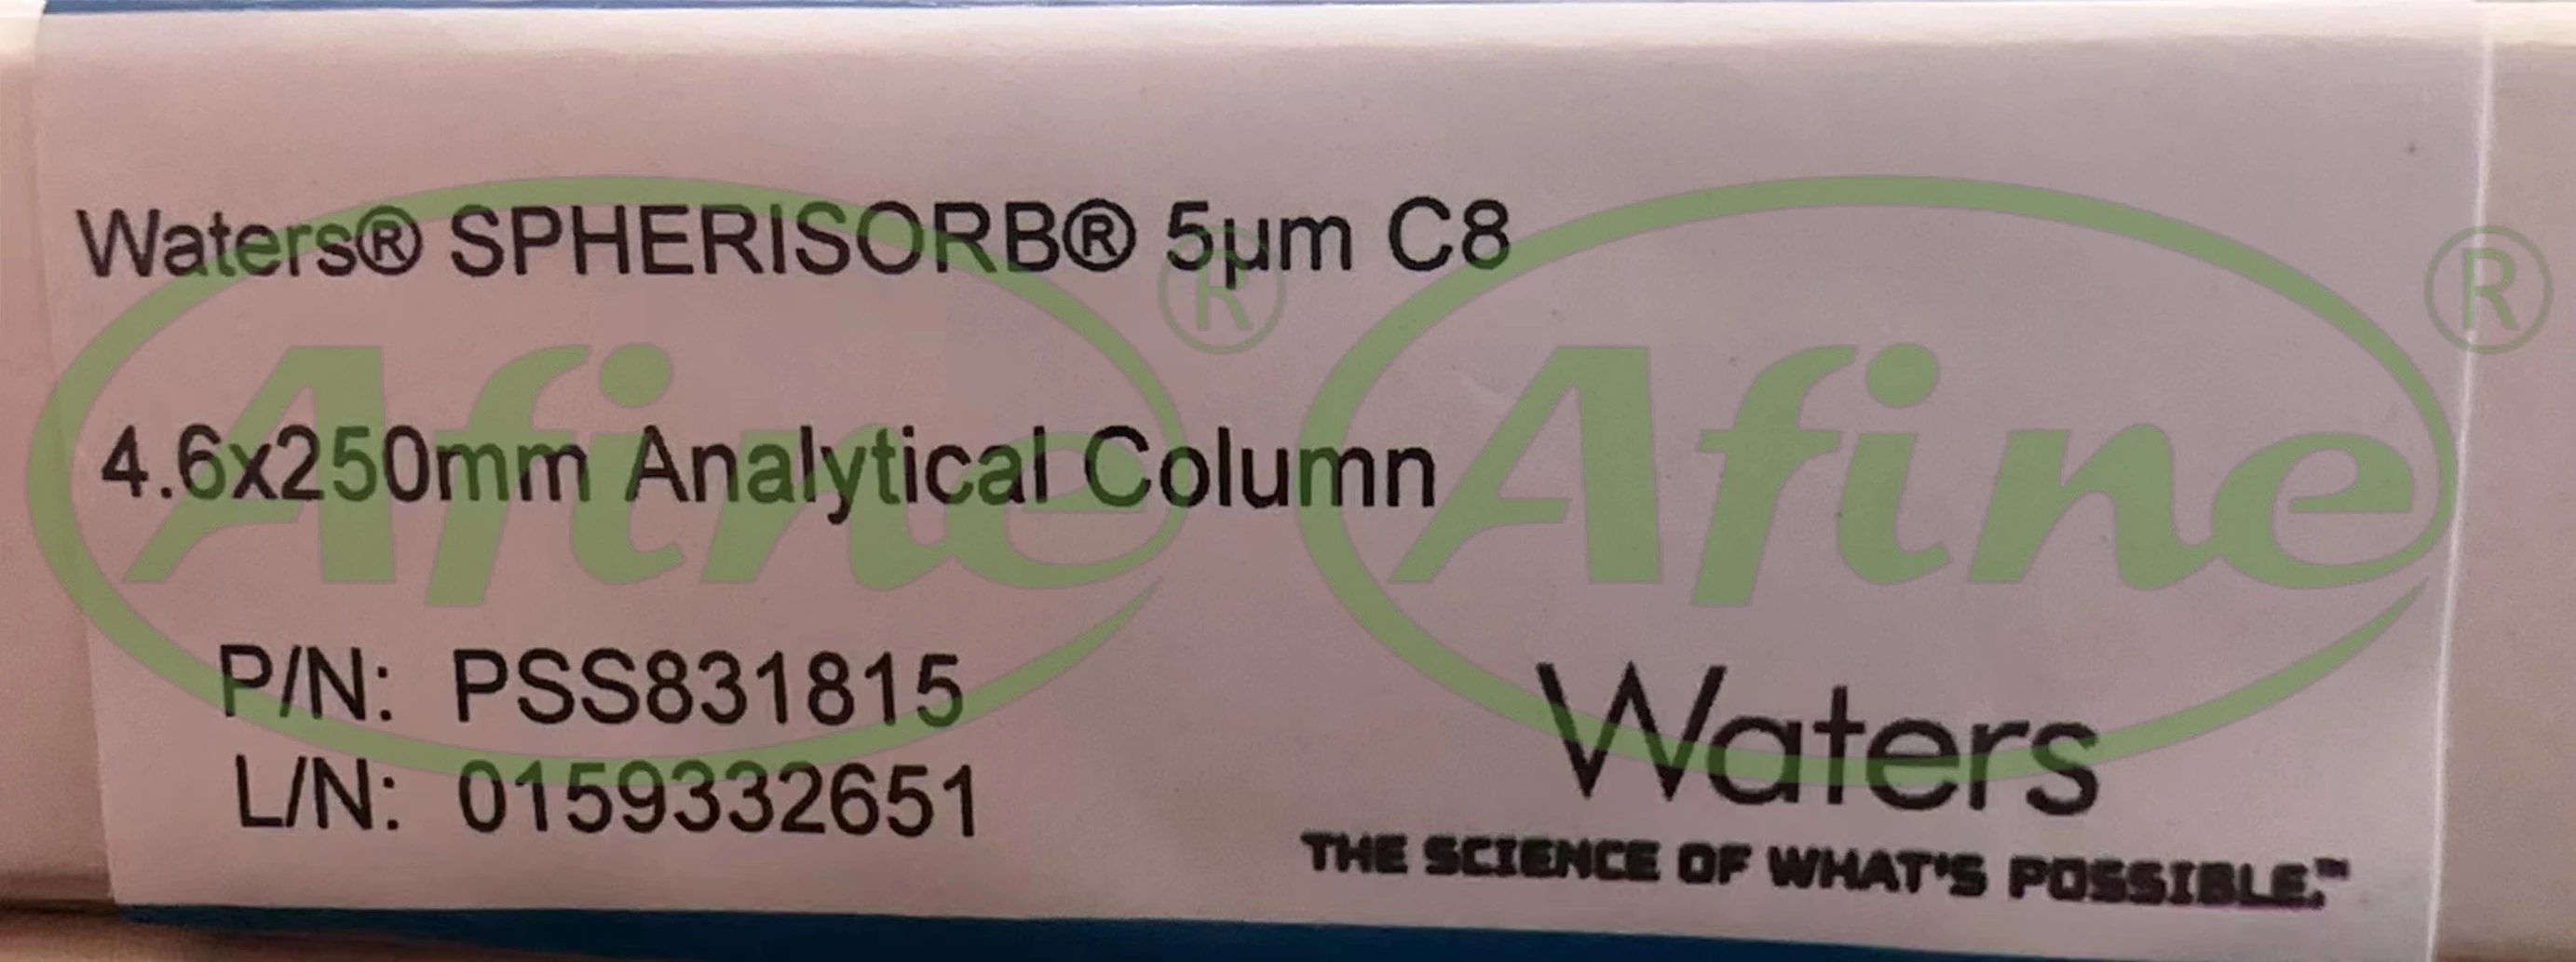 Waters® SPHERISORB® 5µm C8
4.6x250mm Analytical Column
P/N: PSS831815
L/N: 0159332651
Waters
THE SCIENCE OF WHAT'S POSSIBLE.™
Afine®
Afine®